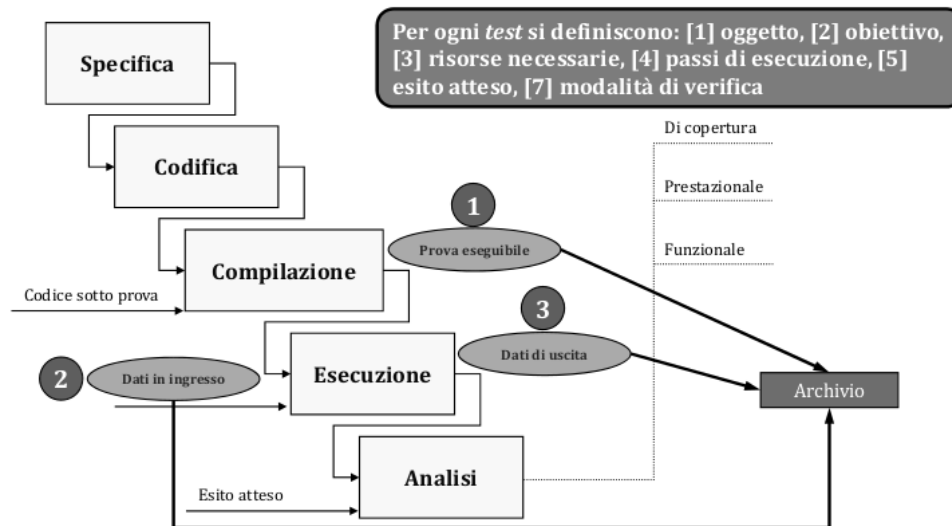 Per ogni test si definiscono: [1] oggetto, [2] obiettivo,
[3] risorse necessarie, [4] passi di esecuzione, [5]
esito atteso, [7] modalità di verifica
Specifica
Codifica
Compilazione
Codice sotto prova
1
Prova eseguibile
Di copertura
Prestazionale
Funzionale
3
Dati di uscita
2
Dati in ingresso
Esecuzione
Archivio
Analisi
Esito atteso